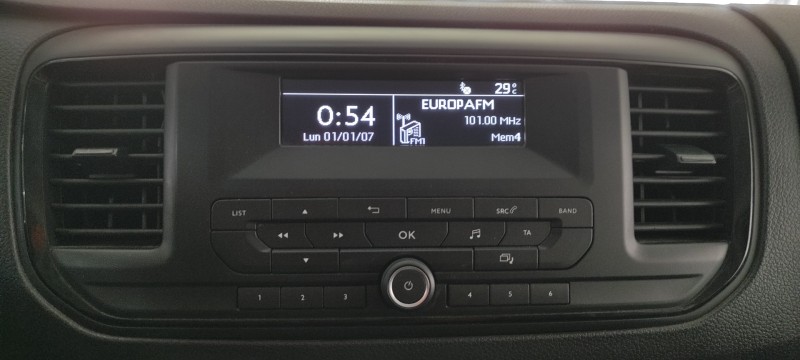 29°C
0:54
EUROPAFM
101.00 MHz
Lun 01/01/07
FM1
Mem4
LIST
MENU
SRC
BAND
OK
TA
1
2
3
4
5
6